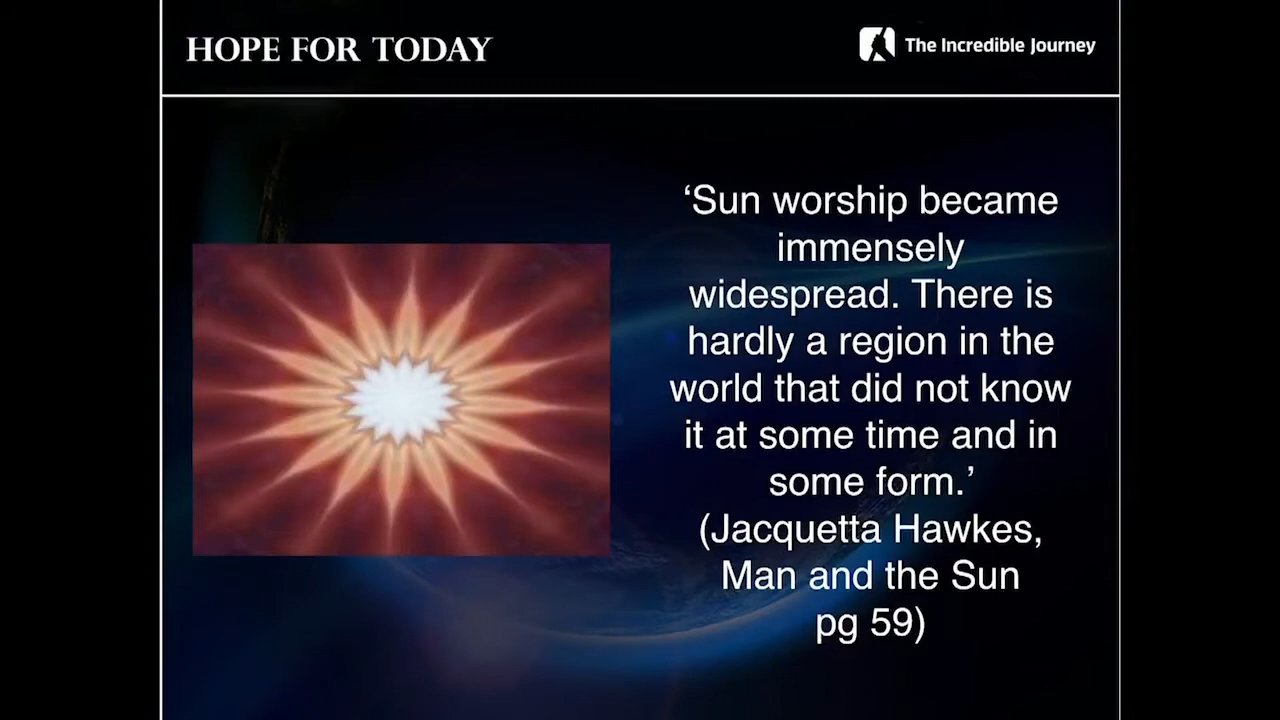 HOPE FOR TODAY
The Incredible Journey
‘Sun worship became
immensely
widespread. There is
hardly a region in the
world that did not know
it at some time and in
some form.’
(Jacquetta Hawkes,
Man and the Sun
pg 59)